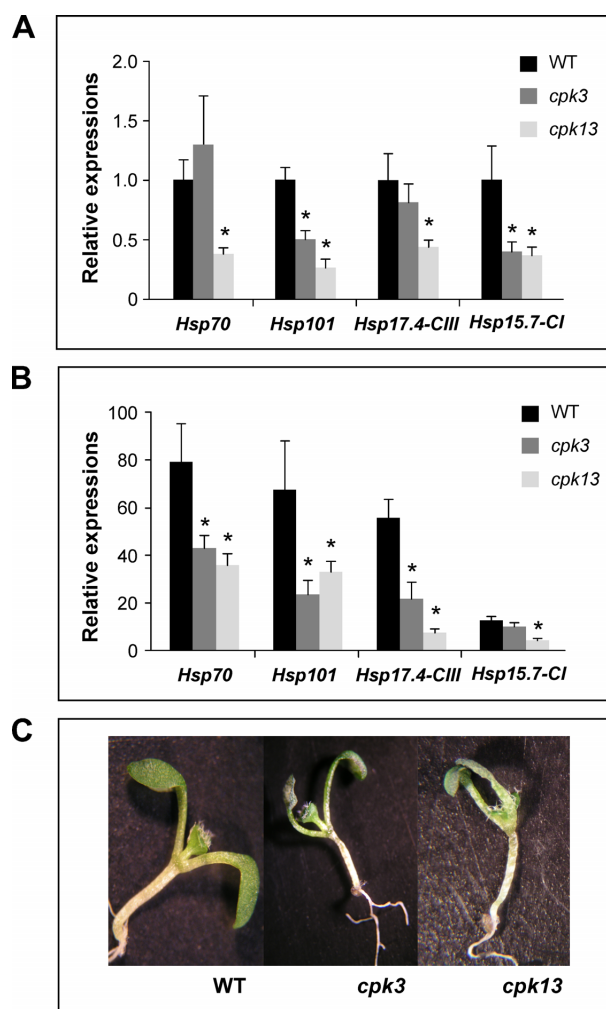 A
Relative expressions
2.0
1.5
1.0
0.5
0
WT
cpk3
cpk13
*
* *
*
* *
Hsp70 Hsp101 Hsp17.4-CIII Hsp15.7-CI
B
Relative expressions
100
80
60
40
20
0
WT
cpk3
cpk13
* *
* *
* *
*
Hsp70 Hsp101 Hsp17.4-CIII Hsp15.7-CI
C
WT cpk3 cpk13